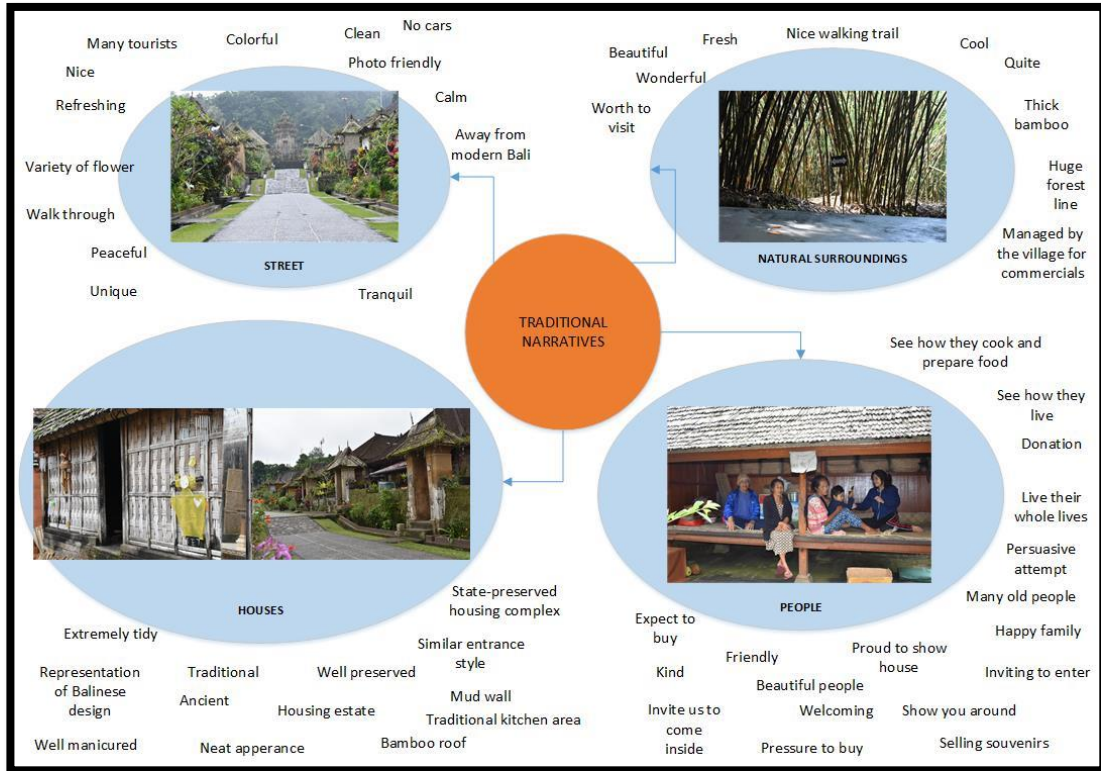 Many tourists
Colorful
Clean
No cars
Nice
Photo friendly
Refreshing
Calm
Away from
modern Bali
Variety of flower
Walk through
Peaceful
Unique
Tranquil
STREET
Beautiful
Fresh
Nice walking trail
Cool
Wonderful
Quite
Worth to
visit
Thick
bamboo
Huge
forest
line
Managed by
the village for
commercials
NATURAL SURROUNDINGS
TRADITIONAL
NARRATIVES
HOUSES
State-preserved
housing complex
Extremely tidy
Similar entrance
style
Representation
of Balinese
design
Traditional
Well preserved
Ancient
Mud wall
Housing estate
Traditional kitchen area
Well manicured
Neat apperance
Bamboo roof
See how they cook and
prepare food
See how they
live
Donation
Live their
whole lives
Persuasive
attempt
Many old people
PEOPLE
Expect to
buy
Happy family
Friendly
Proud to show
house
Kind
Inviting to enter
Beautiful people
Invite us to
come
inside
Welcoming
Show you around
Pressure to buy
Selling souvenirs